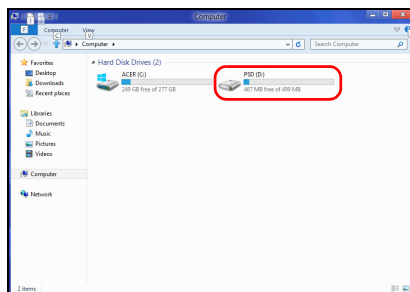 Computer
F
Computer
View
C
V
Computer
Search Computer
Favorites
Desktop
Downloads
Recent places
Libraries
Documents
Music
Pictures
Videos
Computer
Network
Hard Disk Drives (2)
ACER (C:)
249 GB free of 277 GB
PSD (D:)
467 MB free of 499 MB
2 items